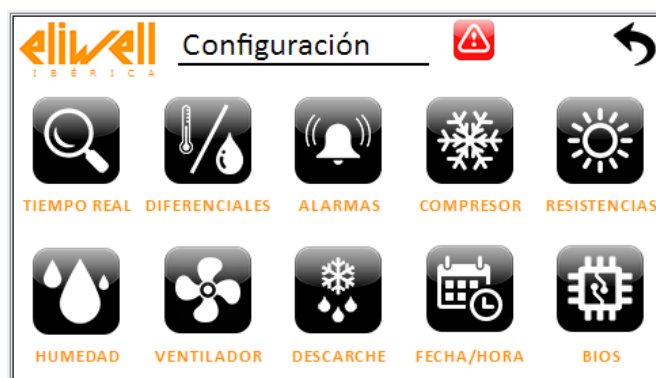 eliwell
IBÉRICA
Configuración
TIEMPO REAL
DIFERENCIALES
ALARMAS
COMPRESOR
RESISTENCIAS
HUMEDAD
VENTILADOR
DESCARCHE
FECHA/HORA
BIOS